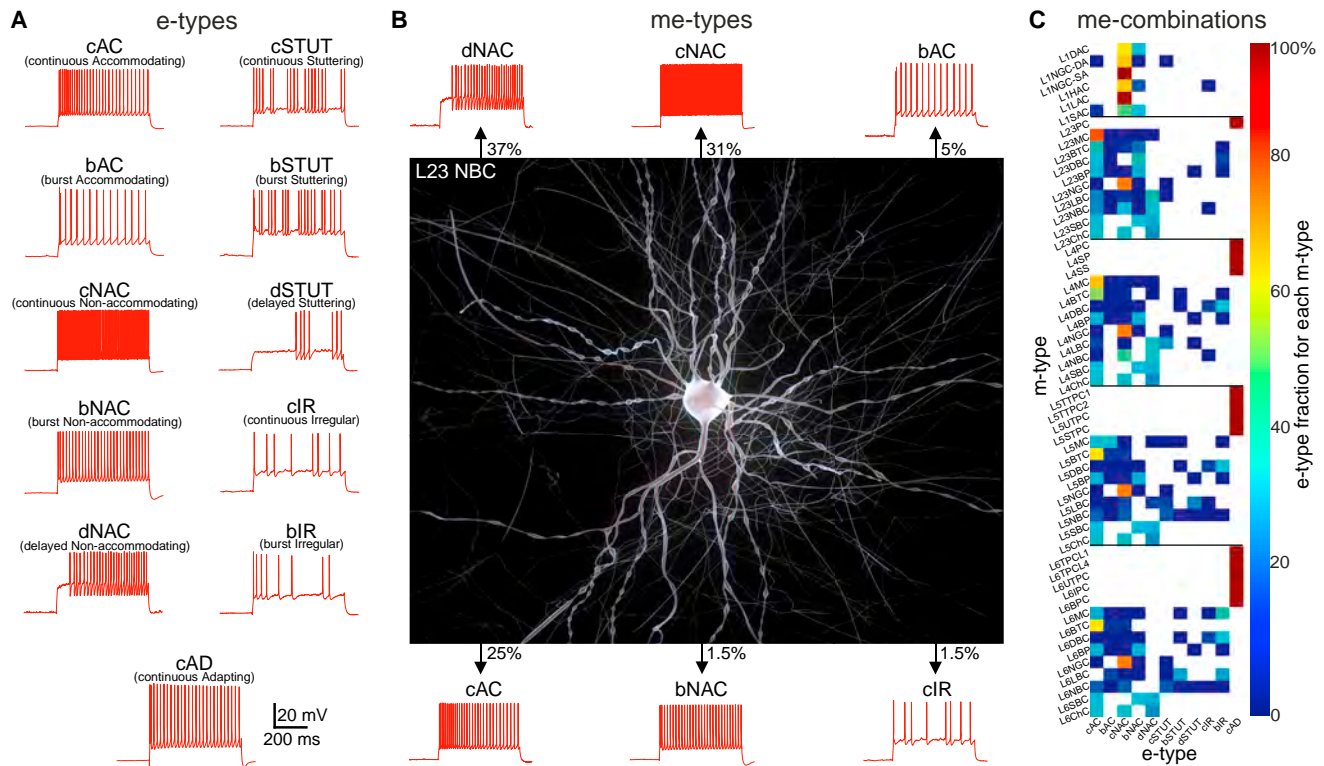 A
e-types
cAC
(continuous Accommodating)
cSTUT
(continuous Stuttering)
bAC
(burst Accommodating)
bSTUT
(burst Stuttering)
cNAC
(continuous Non-accommodating)
dSTUT
(delayed Stuttering)
bNAC
(burst Non-accommodating)
cIR
(continuous Irregular)
dNAC
(delayed Non-accommodating)
bIR
(burst Irregular)
cAD
(continuous Adapting)
20 mV
200 ms
B
me-types
dNAC
cNAC
bAC
37%
31%
5%
L23 NBC
25%
1.5%
1.5%
cAC
bNAC
cIR
C
me-combinations
m-type
L1DAC
L1NGC-DA
L1NGC-SA
L1HAC
L1LAC
L1SAC
L23PC
L23MC
L23BTC
L23DBC
L23BP
L23NGC
L23LBC
L23NBC
L23SBC
L23ChC
L4PC
L4SP
L4SS
L4MC
L4BTC
L4DBC
L4BP
L4NGC
L4LBC
L4NBC
L4SBC
L4ChC
L5TTPC1
L5TTPC2
L5UTPC
L5STPC
L5MC
L5BTC
L5DBC
L5BP
L5NGC
L5LBC
L5NBC
L5SBC
L5ChC
L6TPCL1
L6TPCL4
L6UTPC
L6IPC
L6BPC
L6MC
L6BTC
L6DBC
L6BP
L6NGC
L6LBC
L6NBC
L6SBC
L6ChC
cAC
bAC
cNAC
bNAC
dNAC
cSTUT
bSTUT
dSTUT
cIR
bIR
cAD
e-type
100%
80
60
40
20
0
e-type fraction for each m-type